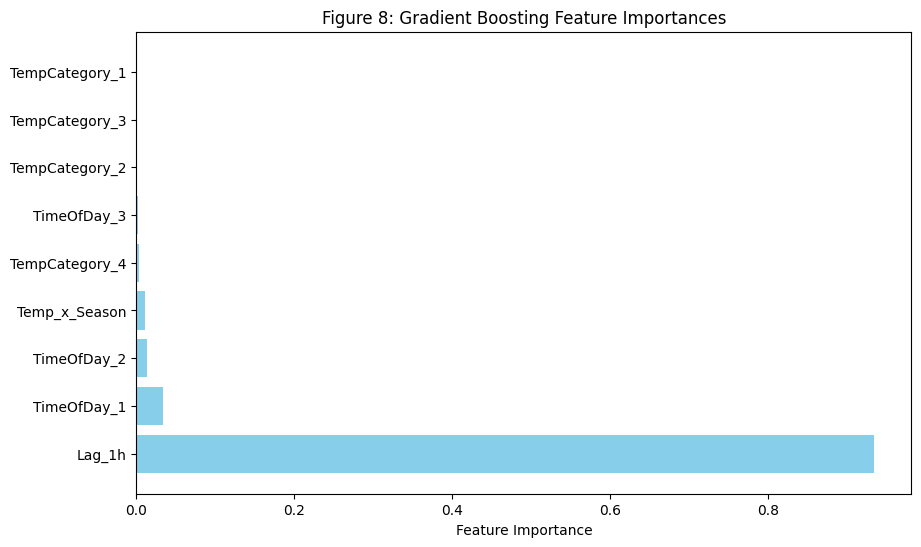 Figure 8: Gradient Boosting Feature Importances
TempCategory_1
TempCategory_3
TempCategory_2
TimeOfDay_3
TempCategory_4
Temp_x_Season
TimeOfDay_2
TimeOfDay_1
Lag_1h
0.0 0.2 0.4 0.6 0.8
Feature Importance